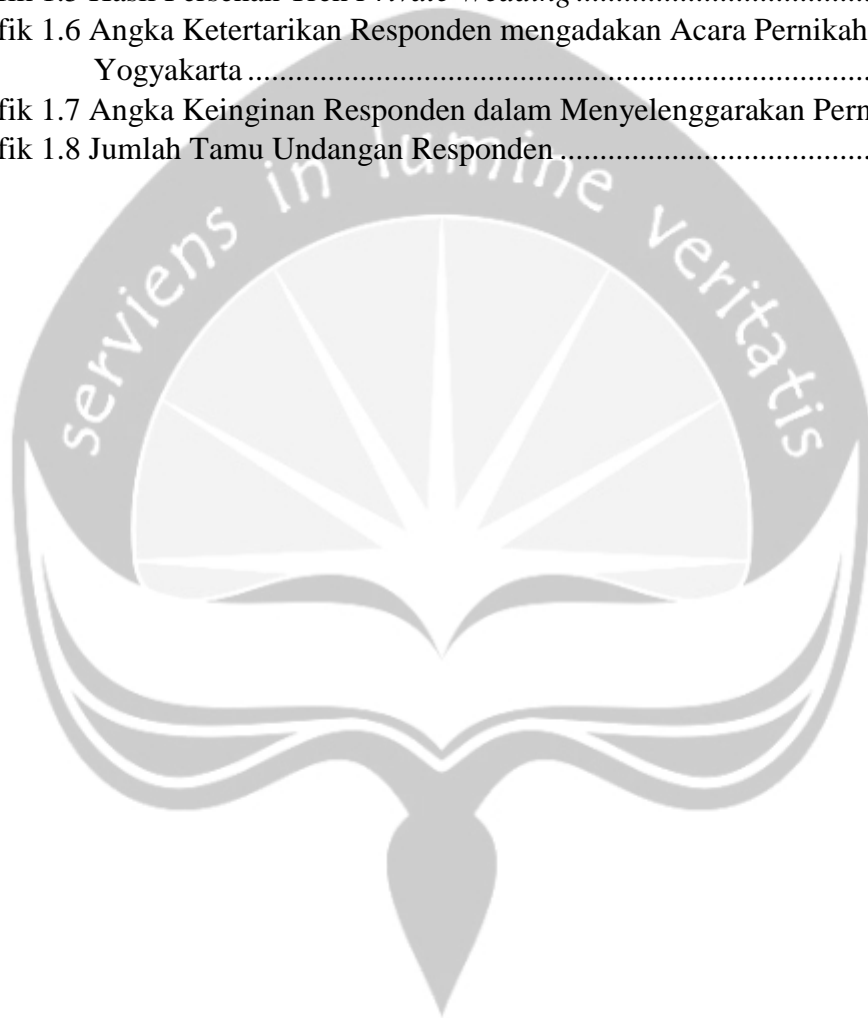 fik 1.6 Angka Ketertarikan Responden mengadakan Acara Pernikah
Yogyakarta
fik 1.7 Angka Keinginan Responden dalam Menyelenggarakan Pern
fik 1.8 Jumlah Tamu Undangan Responden
serviens in lumine veritatis